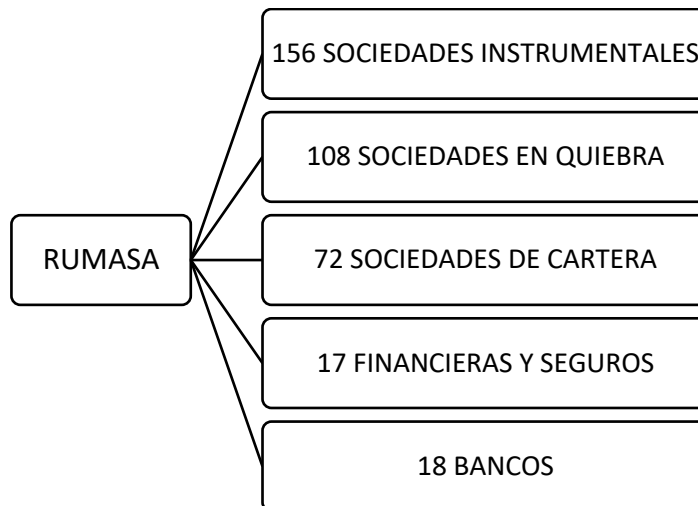 156 SOCIEDADES INSTRUMENTALES
108 SOCIEDADES EN QUIEBRA
RUMASA
72 SOCIEDADES DE CARTERA
17 FINANCIERAS Y SEGUROS
18 BANCOS